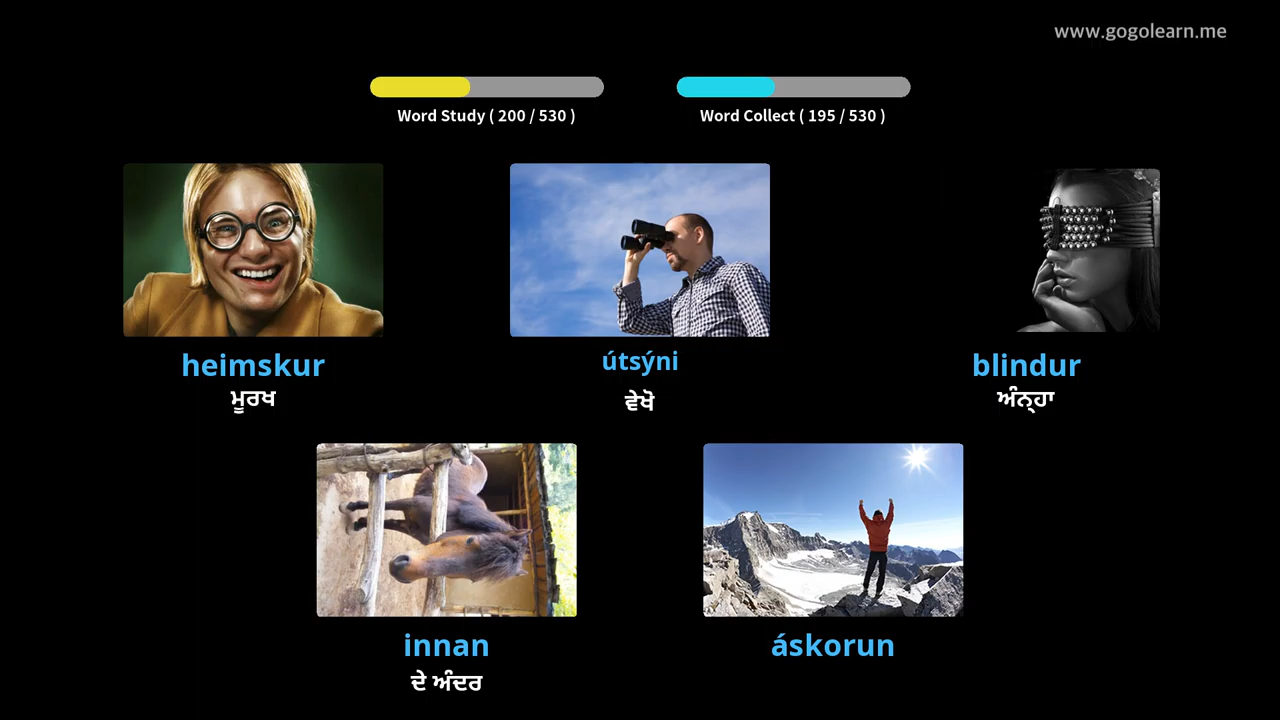 www.gogolearn.me
Word Study ( 200 / 530 )
Word Collect ( 195 / 530 )
heimskur
ਮੂਰਖ
útsýni
ਵੇਖੋ
blindur
ਅੰਨ੍ਹਾ
innan
ਦੇ ਅੰਦਰ
áskorun